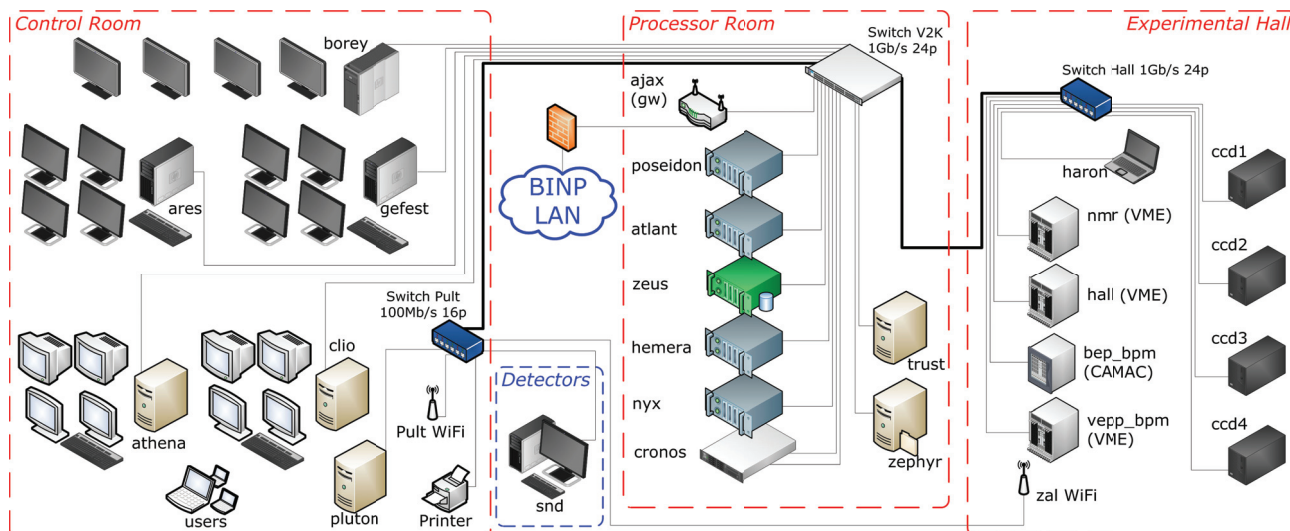 Control Room
borey
ares
gefest
Switch Pult
100Mb/s 16p
clio
athena
Pult WiFi
users
pluton
Printer
BINP
LAN
Detectors
snd
Processor Room
Switch V2K
1Gb/s 24p
ajax
(gw)
poseidon
atlant
zeus
hemera
nyx
cronos
trust
zephyr
Experimental Hall
Switch Hall 1Gb/s 24p
haron
nmr (VME)
hall (VME)
bep_bpm
(CAMAC)
vepp_bpm
(VME)
zal WiFi
ccd1
ccd2
ccd3
ccd4